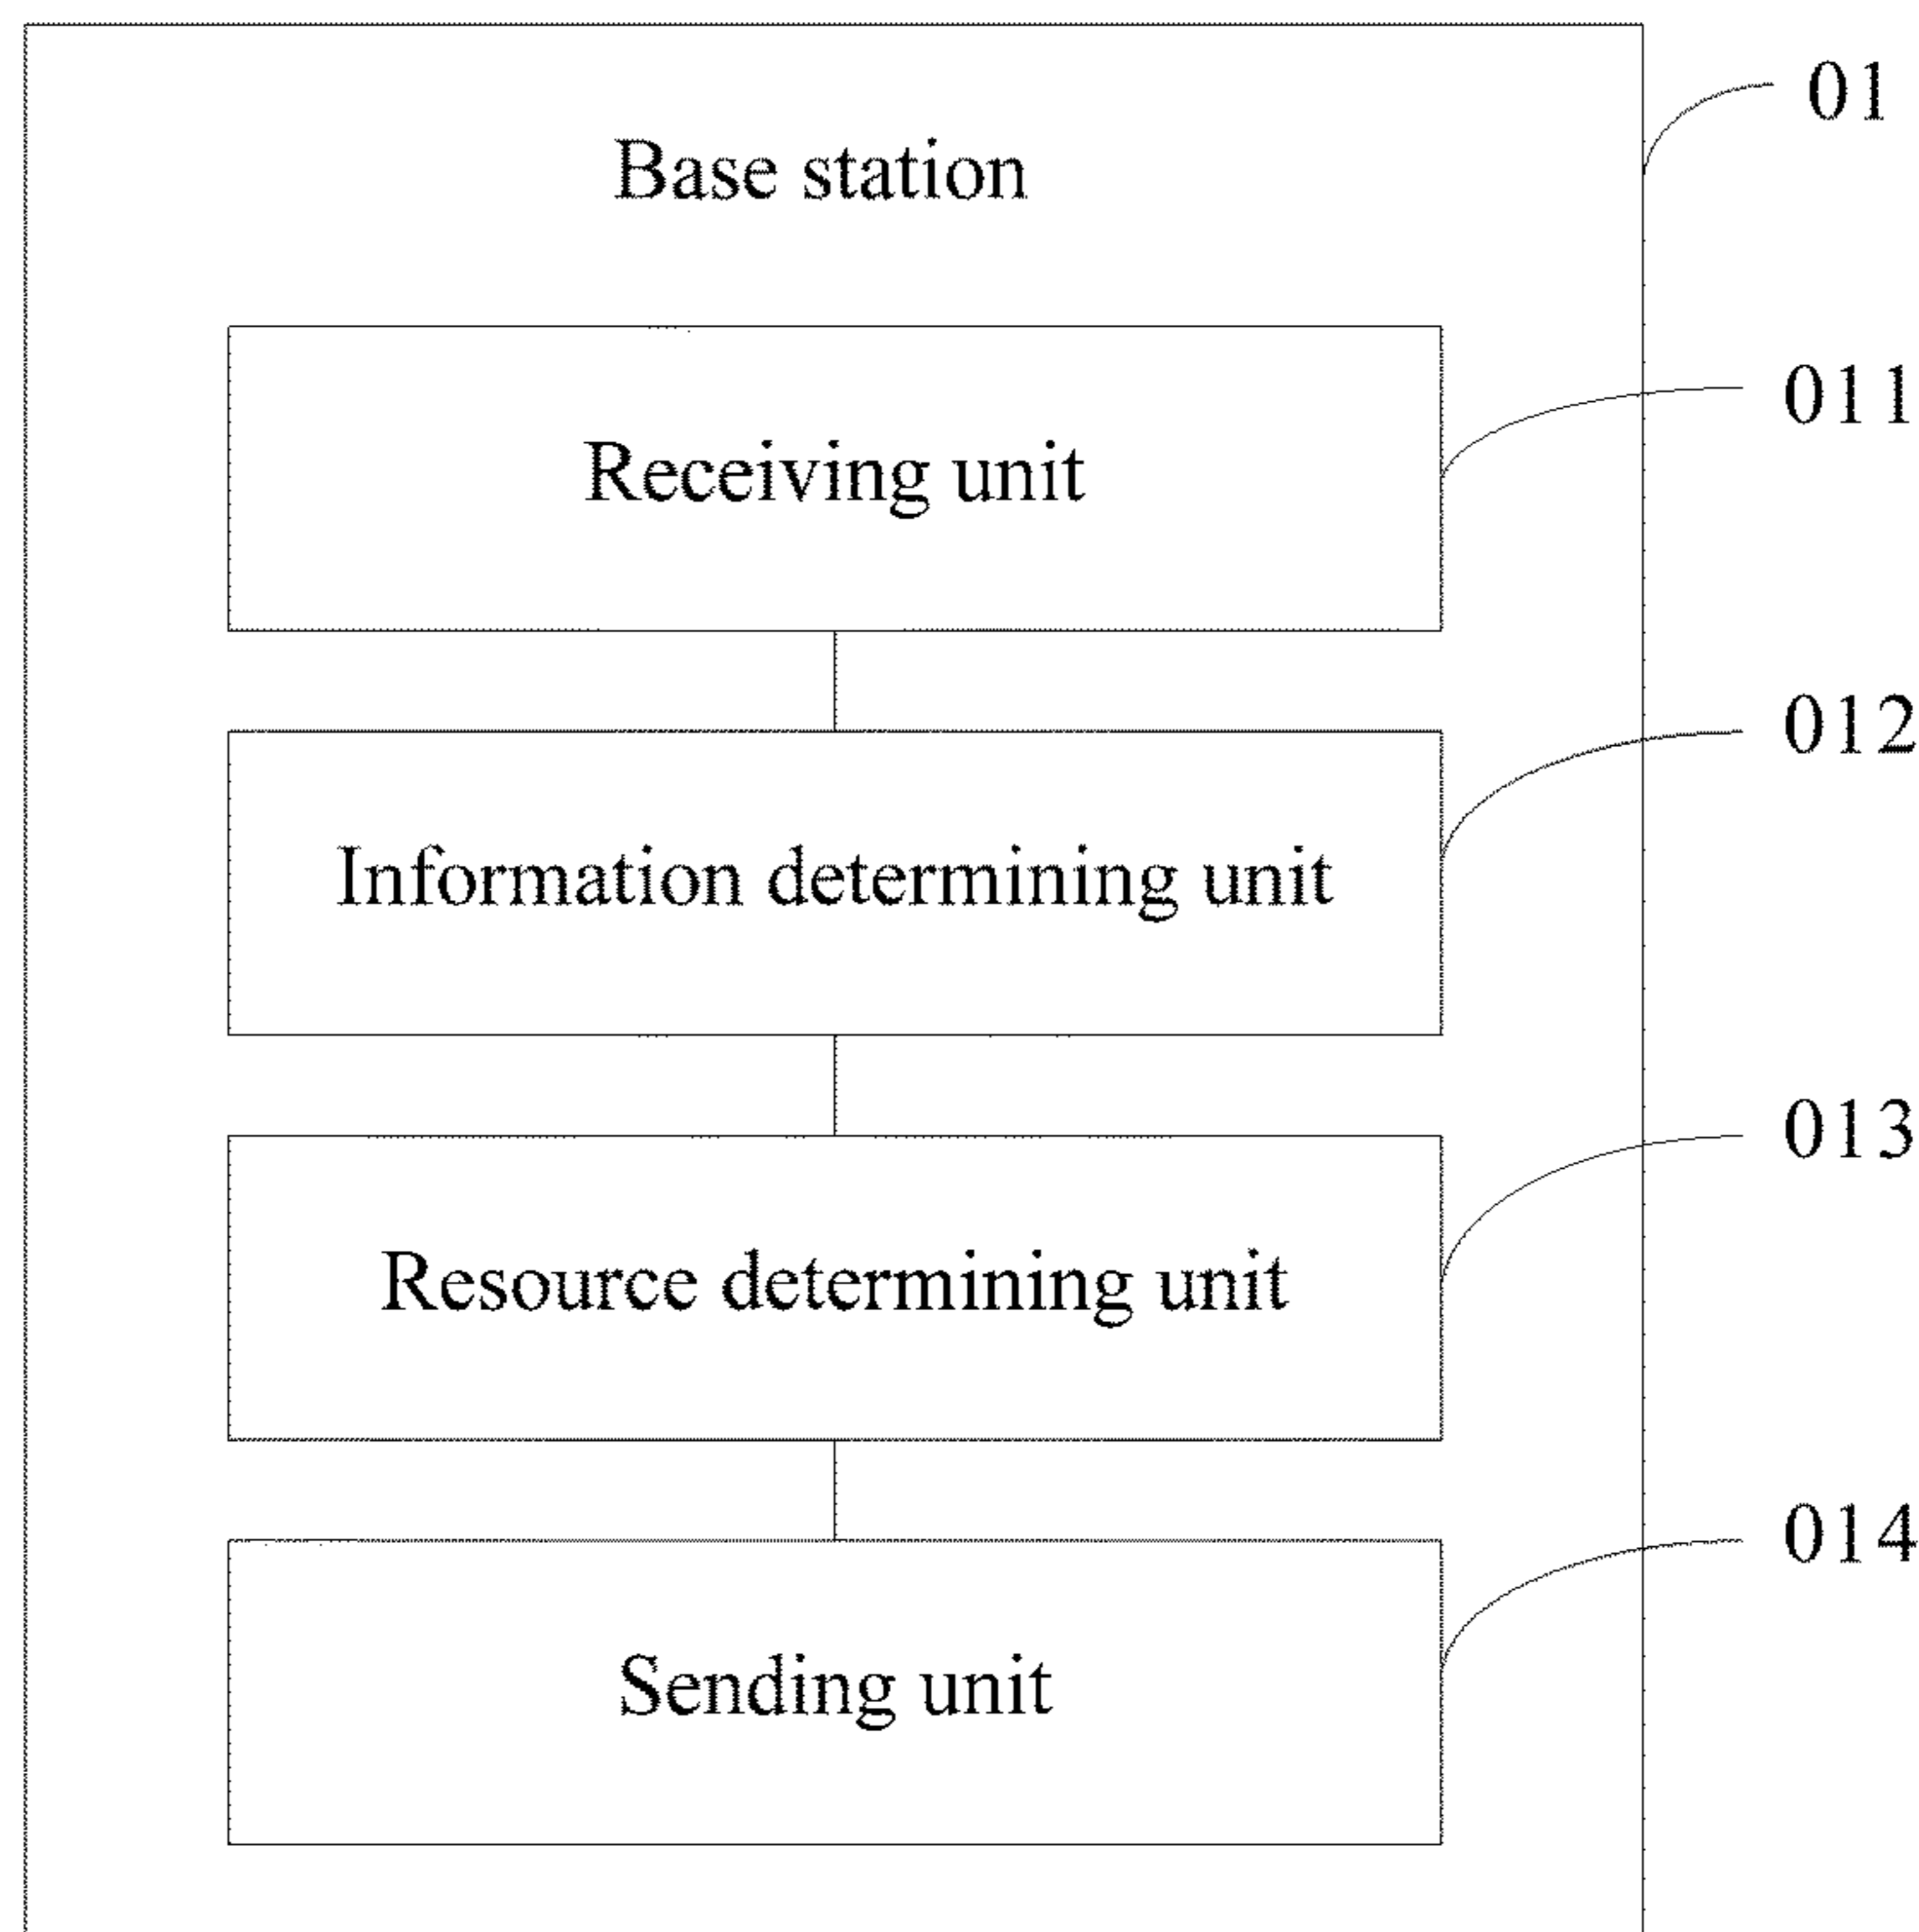 01
Base station
011
Receiving unit
012
Information determining unit
013
Resource determining unit
014
Sending unit